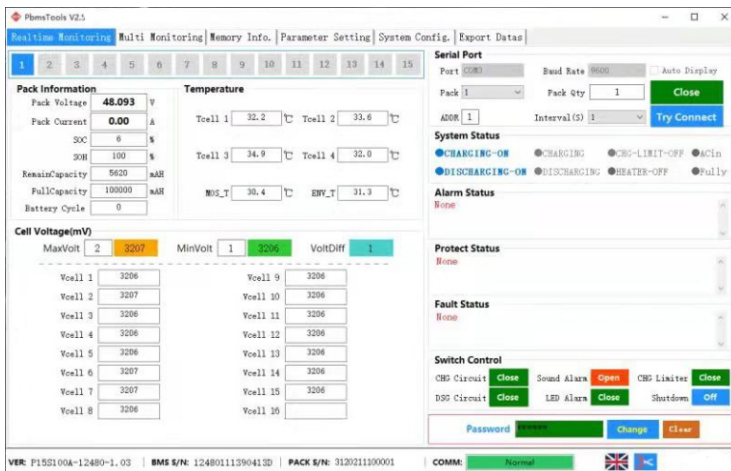 PbmsTools V2.5
Realtime Monitoring Multi Monitoring Memory Info. Parameter Setting System Config. Export Datas
1 2 3 4 5 6 7 8 9 10 11 12 13 14 15
Pack Information
Pack Voltage 48.093 V
Pack Current 0.00 A
SOC 6 %
SOH 100 %
RemainCapacity 5620 mAH
FullCapacity 100000 mAH
Battery Cycle 0
Temperature
Tcell 1 32.2 ℃ Tcell 2 33.6 ℃
Tcell 3 34.9 ℃ Tcell 4 32.0 ℃
MOS_T 30.4 ℃ ENV_T 31.3 ℃
Cell Voltage(mV)
MaxVolt 2 3207 MinVolt 1 3206 VoltDiff 1
Vcell 1 3206 Vcell 9 3206
Vcell 2 3207 Vcell 10 3206
Vcell 3 3206 Vcell 11 3206
Vcell 4 3206 Vcell 12 3206
Vcell 5 3206 Vcell 13 3206
Vcell 6 3207 Vcell 14 3206
Vcell 7 3207 Vcell 15 3206
Vcell 8 3206 Vcell 16
Serial Port
Port COM3 Baud Rate 9600 Auto Display
Pack 1 Pack Qty 1 Close
ADDR 1 Interval(S) 1 Try Connect
System Status
CHARGING-ON CHARGING CHG-LIMIT-OFF ACin
DISCHARGING-ON DISCHARGING HEATER-OFF Fully
Alarm Status
None
Protect Status
None
Fault Status
None
Switch Control
CHG Circuit Close Sound Alarm Open CHG Limiter Close
DSG Circuit Close LED Alarm Close Shutdown Off
Password ****** Change Clear
VER: P15S100A-12480-1.03 BMS S/N: 12480111390413D PACK S/N: 3120211100001 COMM: Normal